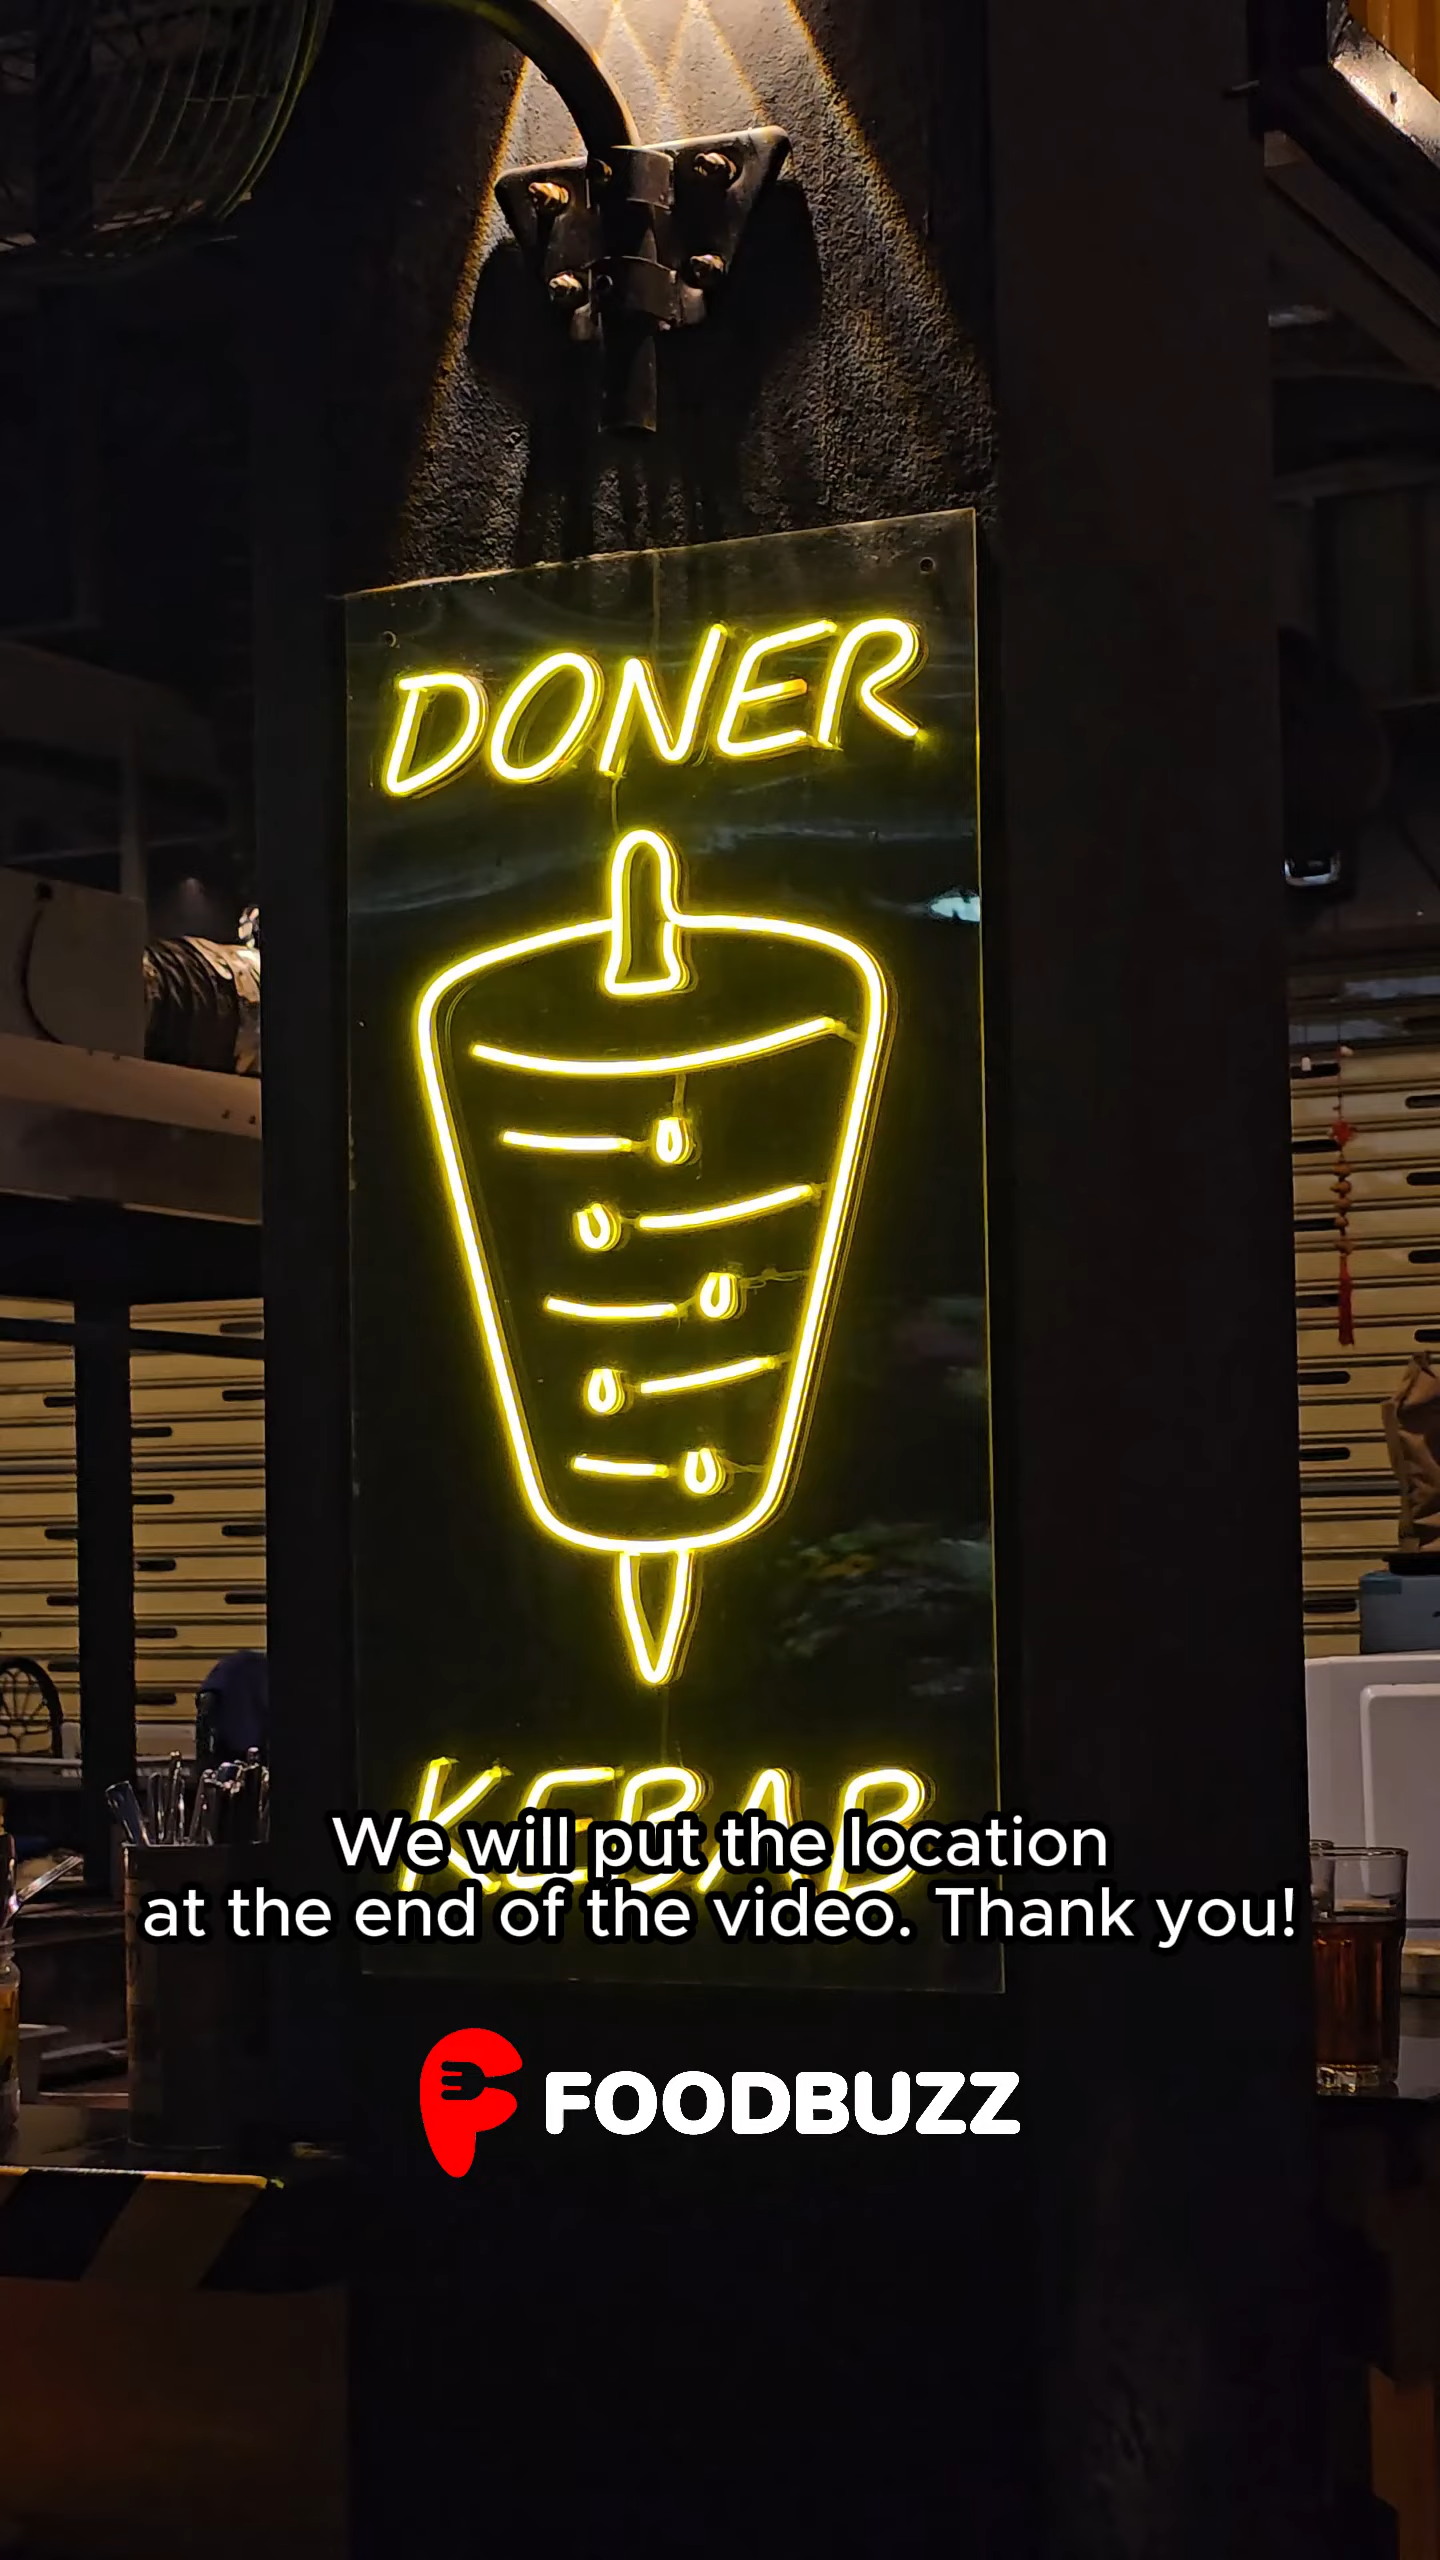 DONER
KEBAB
We will put the location
at the end of the video. Thank you!
FOODBUZZ